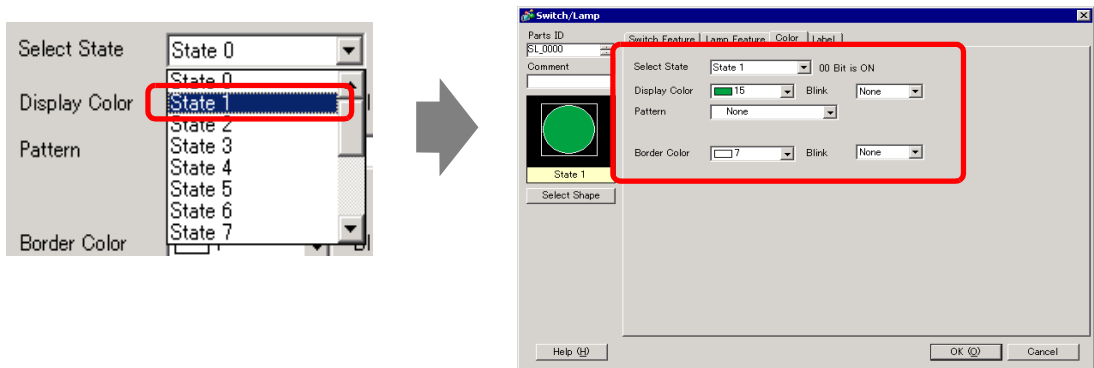 Select State State 0
State 0
Display Color State 1
State 2
Pattern State 3
State 4
State 5
State 6
Border Color State 7
Switch/Lamp
Parts ID
SL_0000
Comment
State 1
Select Shape
Switch Feature Lamp Feature Color Label
Select State State 1 00 Bit is ON
Display Color 15 Blink None
Pattern None
Border Color 7 Blink None
Help (H) OK (O) Cancel